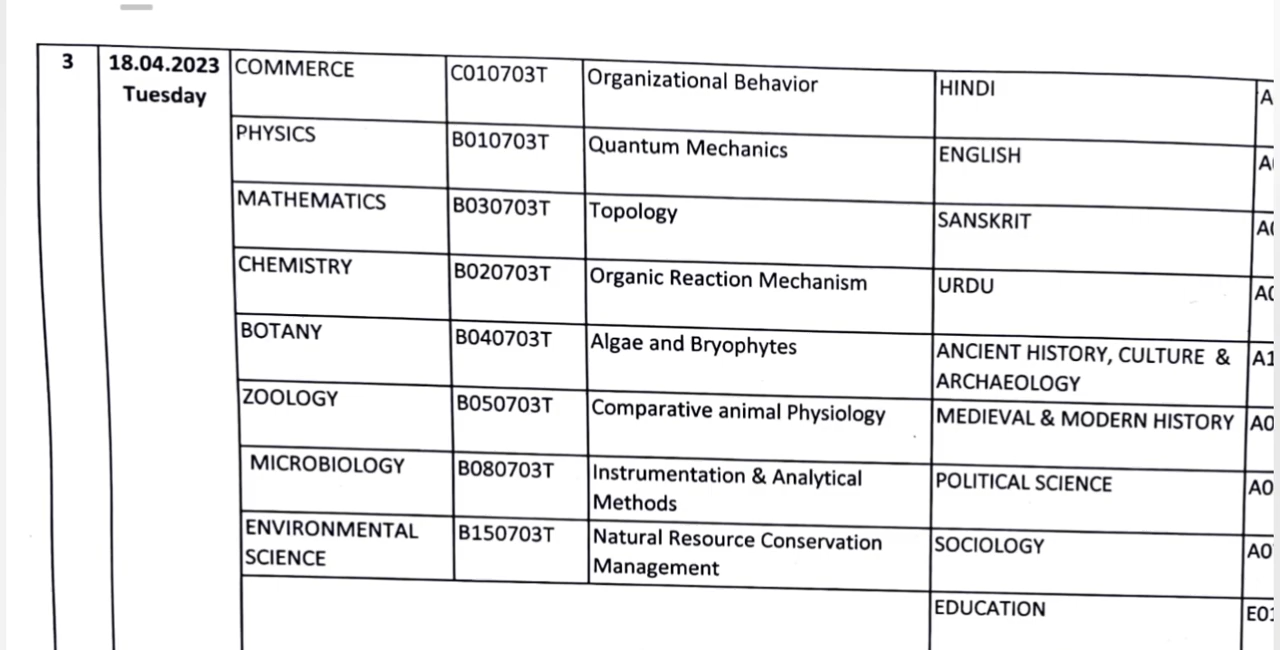 3
18.04.2023
Tuesday
COMMERCE
C010703T
Organizational Behavior
HINDI
PHYSICS
B010703T
Quantum Mechanics
ENGLISH
MATHEMATICS
B030703T
Topology
SANSKRIT
CHEMISTRY
B020703T
Organic Reaction Mechanism
URDU
BOTANY
B040703T
Algae and Bryophytes
ANCIENT HISTORY, CULTURE &
ARCHAEOLOGY
ZOOLOGY
B050703T
Comparative animal Physiology
MEDIEVAL & MODERN HISTORY
MICROBIOLOGY
B080703T
Instrumentation & Analytical
Methods
POLITICAL SCIENCE
ENVIRONMENTAL
SCIENCE
B150703T
Natural Resource Conservation
Management
SOCIOLOGY
EDUCATION